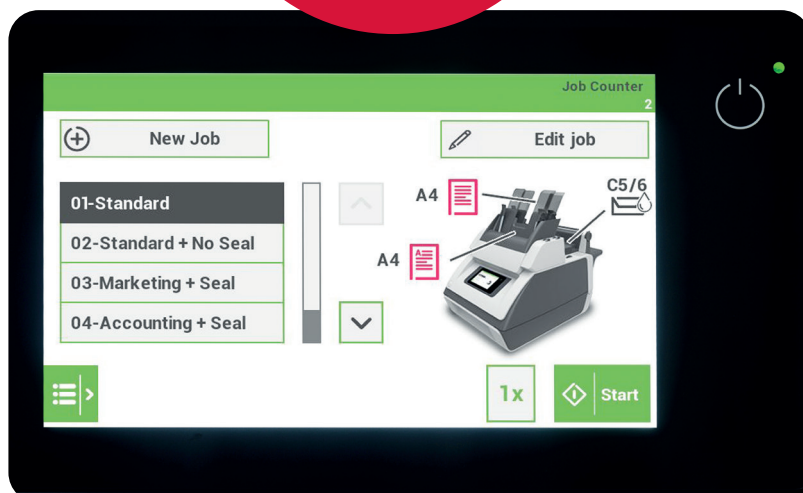 Job Counter
2
New Job
Edit job
01-Standard
02-Standard + No Seal
03-Marketing + Seal
04-Accounting + Seal
A4
C5/6
A4
1x
Start